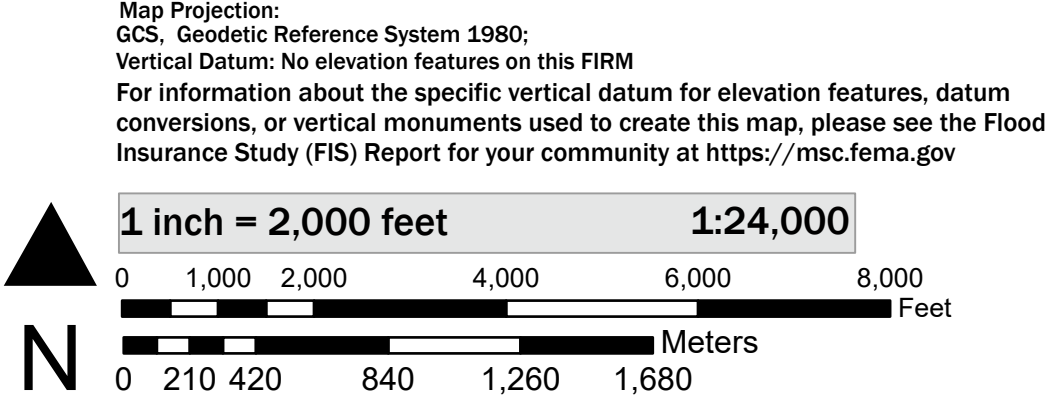 Map Projection:
GCS, Geodetic Reference System 1980;
Vertical Datum: No elevation features on this FIRM
For information about the specific vertical datum for elevation features, datum
conversions, or vertical monuments used to create this map, please see the Flood
Insurance Study (FIS) Report for your community at https://msc.fema.gov
1 inch = 2,000 feet 1:24,000
0 1,000 2,000 4,000 6,000 8,000
Feet
Meters
N
0 210 420 840 1,260 1,680